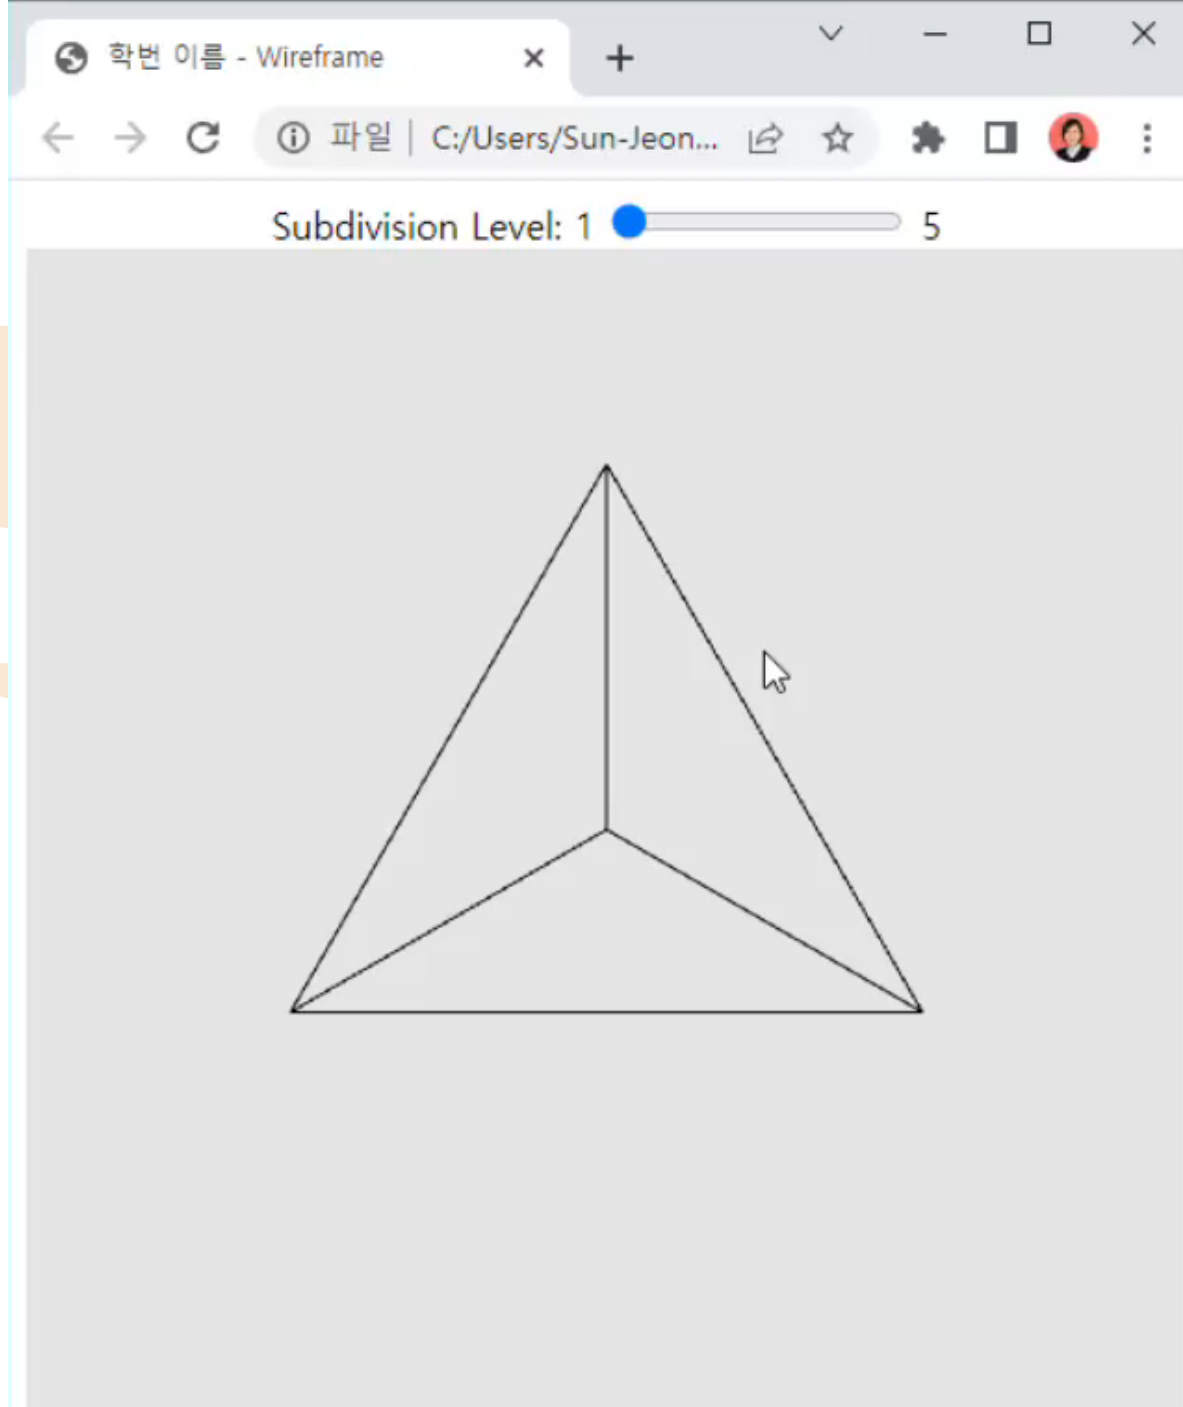 학번 이름 - Wireframe
파일 | C:/Users/Sun-Jeon...
Subdivision Level: 1 5